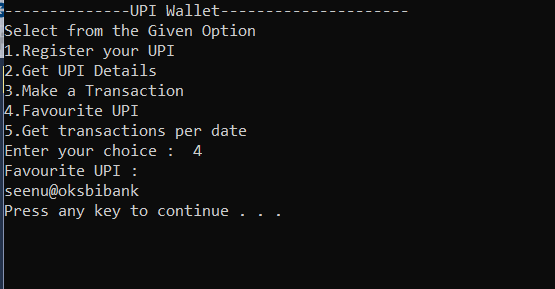 --------------UPI Wallet---------------------
Select from the Given Option
1.Register your UPI
2.Get UPI Details
3.Make a Transaction
4.Favourite UPI
5.Get transactions per date
Enter your choice :  4
Favourite UPI :
seenu@oksbibank
Press any key to continue . . .